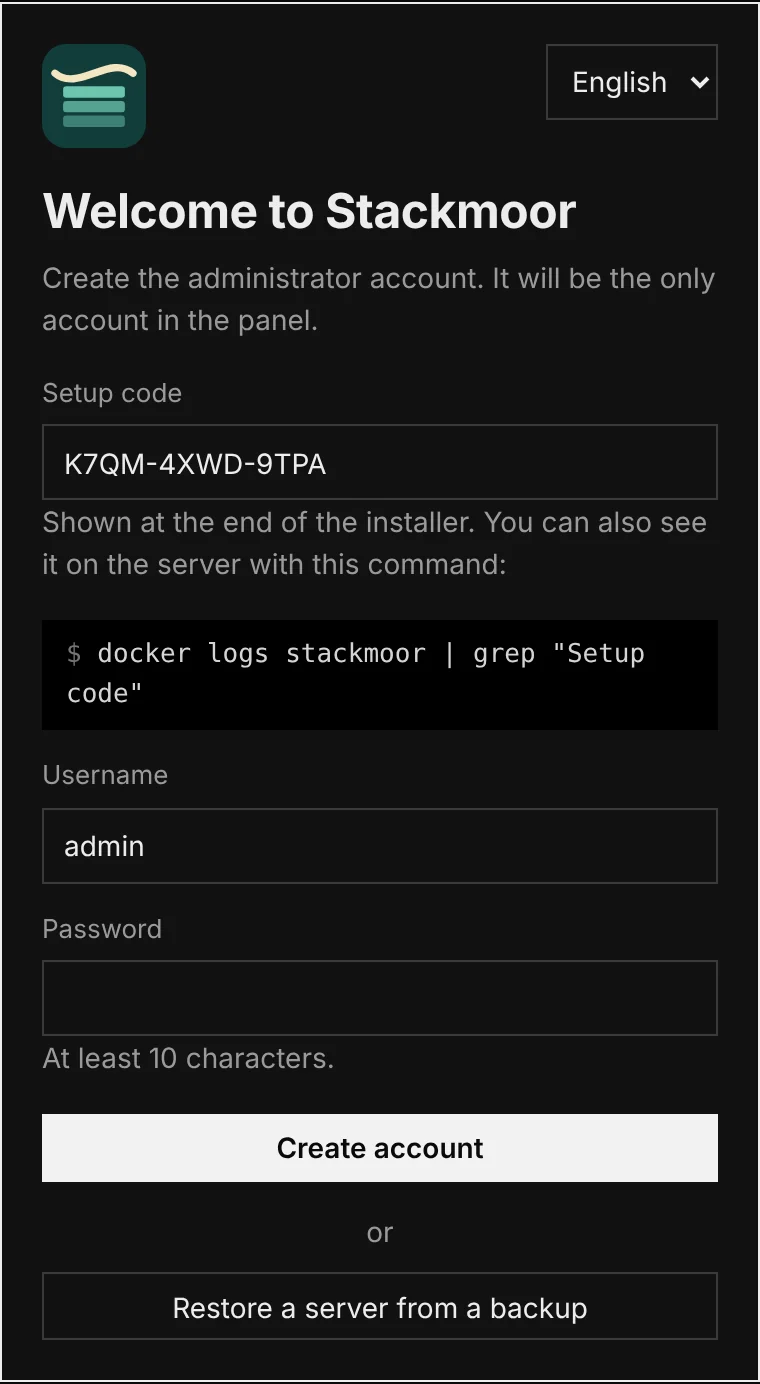 English
Welcome to Stackmoor
Create the administrator account. It will be the only
account in the panel.
Setup code
K7QM-4XWD-9TPA
Shown at the end of the installer. You can also see
it on the server with this command:
$ docker logs stackmoor | grep "Setup
code"
Username
admin
Password
At least 10 characters.
Create account
or
Restore a server from a backup